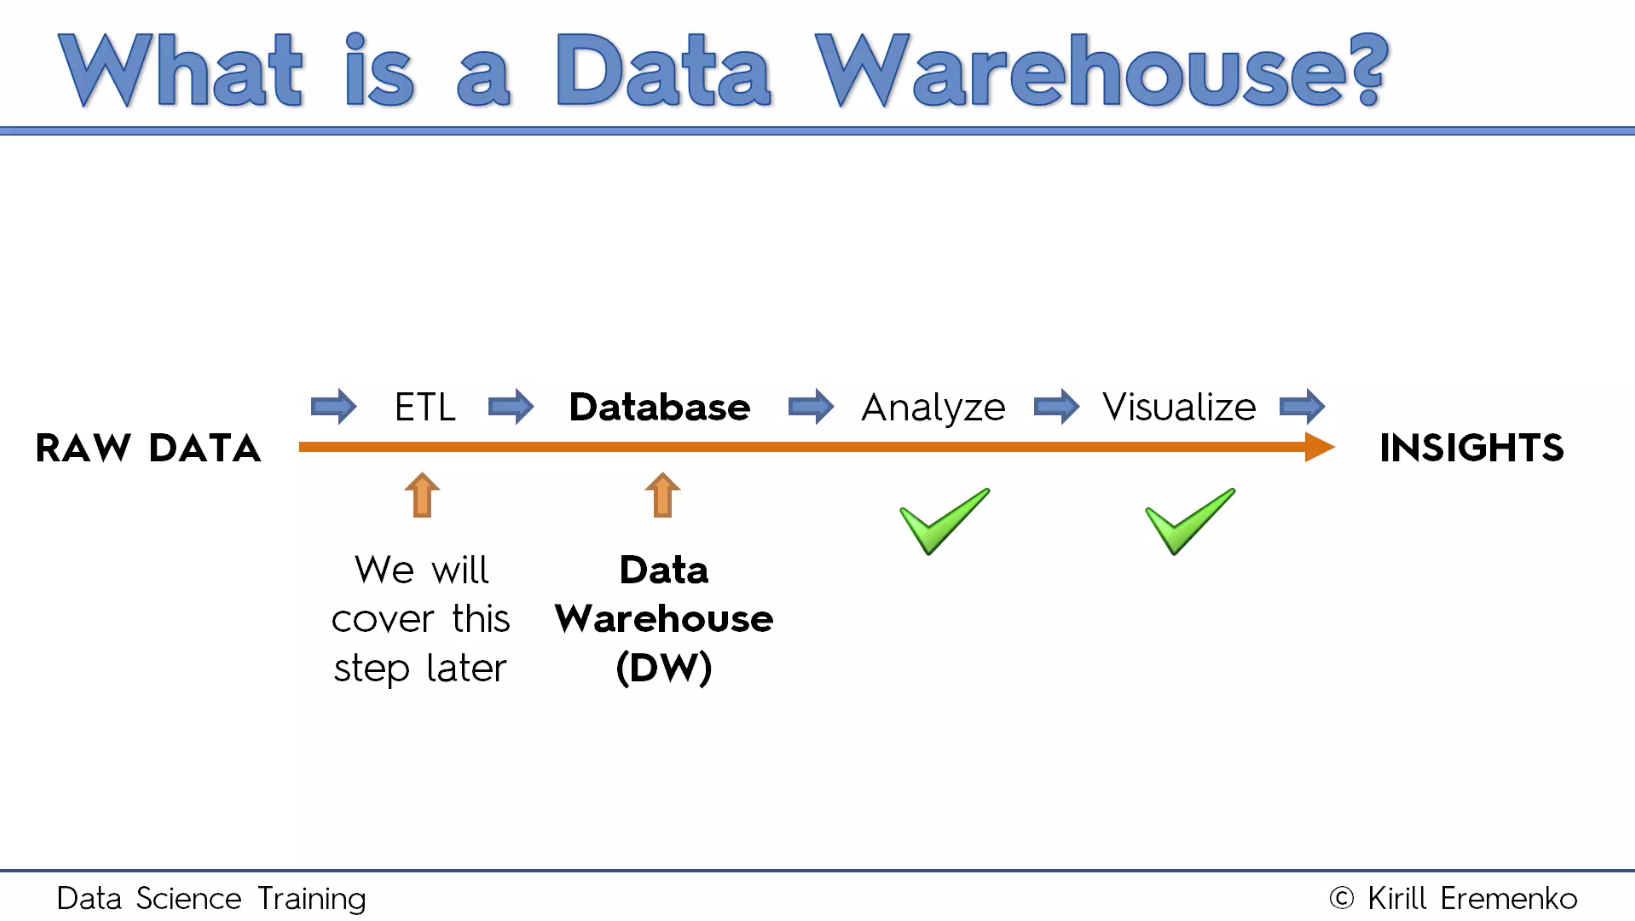 What is a Data Warehouse?
ETL Database Analyze Visualize
RAW DATA INSIGHTS
We will
cover this
step later
Data
Warehouse
(DW)
Data Science Training
© Kirill Eremenko